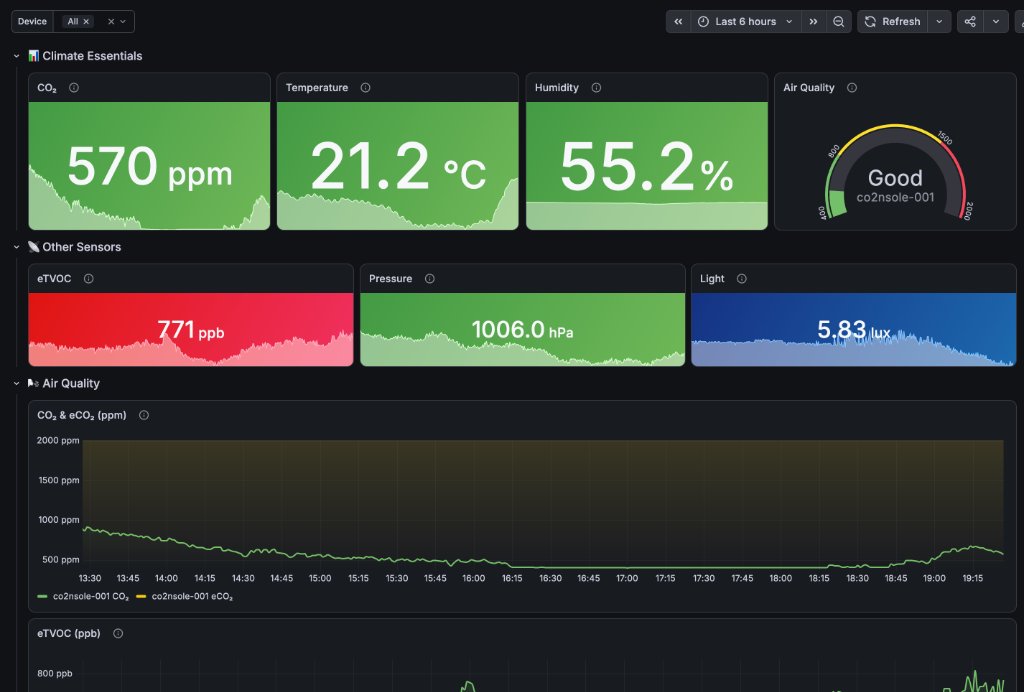 Device All
Last 6 hours Refresh
Climate Essentials
CO₂ Temperature Humidity Air Quality
570 ppm 21.2 °C 55.2% Good
co2nsole-001
400 800 1500 2000
Other Sensors
eTVOC Pressure Light
771 ppb 1006.0 hPa 5.83 lux
Air Quality
CO₂ & eCO₂ (ppm)
2000 ppm
1500 ppm
1000 ppm
500 ppm
13:30 13:45 14:00 14:15 14:30 14:45 15:00 15:15 15:30 15:45 16:00 16:15 16:30 16:45 17:00 17:15 17:30 17:45 18:00 18:15 18:30 18:45 19:00 19:15
co2nsole-001 CO₂ co2nsole-001 eCO₂
eTVOC (ppb)
800 ppb